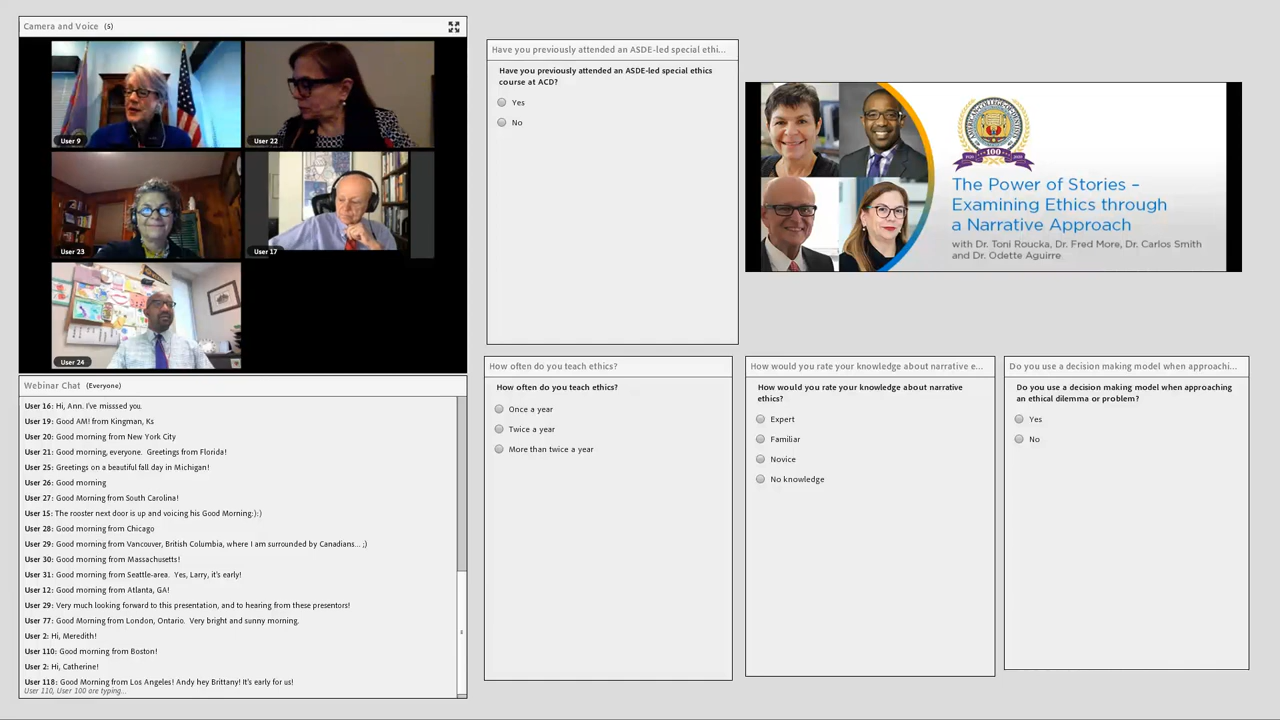 Camera and Voice (5)
User 9
User 22
User 23
User 17
User 24
Webinar Chat (Everyone)
User 16: Hi, Ann. I've misssed you.
User 19: Good AM! from Kingman, Ks
User 20: Good morning from New York City
User 21: Good morning, everyone. Greetings from Florida!
User 25: Greetings on a beautiful fall day in Michigan!
User 26: Good morning
User 27: Good Morning from South Carolina!
User 15: The rooster next door is up and voicing his Good Morning:):)
User 28: Good morning from Chicago
User 29: Good morning from Vancouver, British Columbia, where I am surrounded by Canadians... ;)
User 30: Good morning from Massachusetts!
User 31: Good morning from Seattle-area. Yes, Larry, it's early!
User 12: Good morning from Atlanta, GA!
User 29: Very much looking forward to this presentation, and to hearing from these presentors!
User 77: Good Morning from London, Ontario. Very bright and sunny morning.
User 2: Hi, Meredith!
User 110: Good morning from Boston!
User 2: Hi, Catherine!
User 118: Good Morning from Los Angeles! Andy hey Brittany! It's early for us!
User 110, User 100 are typing...
Have you previously attended an ASDE-led special ethi...
Have you previously attended an ASDE-led special ethics
course at ACD?
Yes
No
100
The Power of Stories –
Examining Ethics through
a Narrative Approach
with Dr. Toni Roucka, Dr. Fred More, Dr. Carlos Smith
and Dr. Odette Aguirre
How often do you teach ethics?
How often do you teach ethics?
Once a year
Twice a year
More than twice a year
How would you rate your knowledge about narrative e...
How would you rate your knowledge about narrative
ethics?
Expert
Familiar
Novice
No knowledge
Do you use a decision making model when approachi...
Do you use a decision making model when approaching
an ethical dilemma or problem?
Yes
No